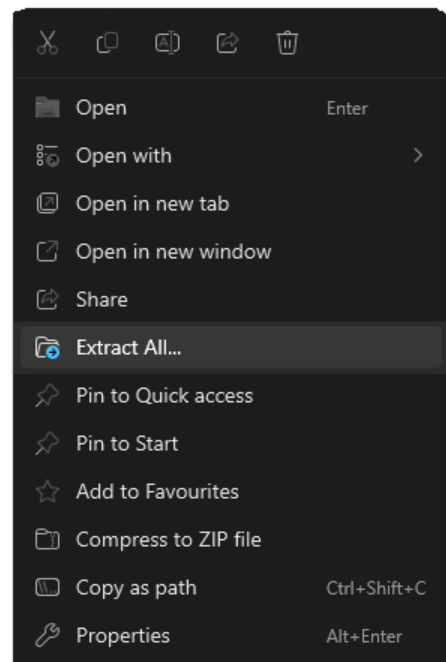 Open Enter
Open with
Open in new tab
Open in new window
Share
Extract All...
Pin to Quick access
Pin to Start
Add to Favourites
Compress to ZIP file
Copy as path Ctrl+Shift+C
Properties Alt+Enter